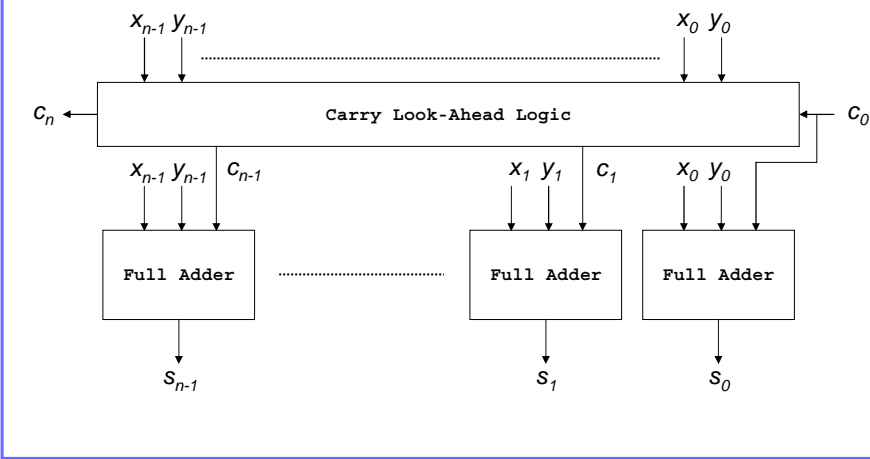 xₙ₋₁ yₙ₋₁ x₀ y₀
cₙ Carry Look-Ahead Logic c₀
xₙ₋₁ yₙ₋₁ cₙ₋₁ x₁ y₁ c₁ x₀ y₀
Full Adder Full Adder Full Adder
sₙ₋₁ s₁ s₀